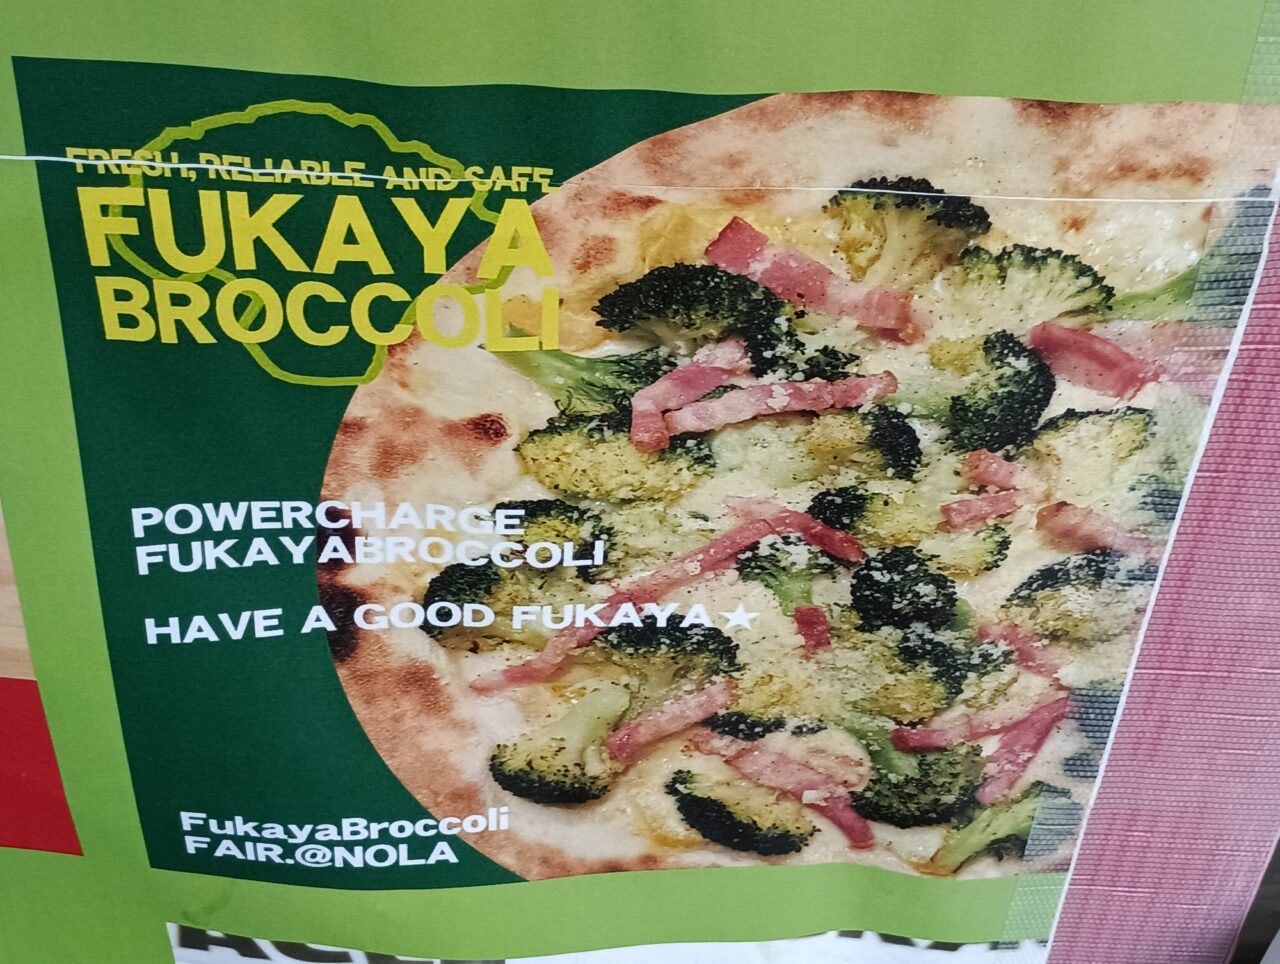 FRESH, RELIABLE AND SAFE
FUKAYA
BROCCOLI
POWERCHARGE
FUKAYABROCCOLI
HAVE A GOOD FUKAYA★
FukayaBroccoli
FAIR.@NOLA